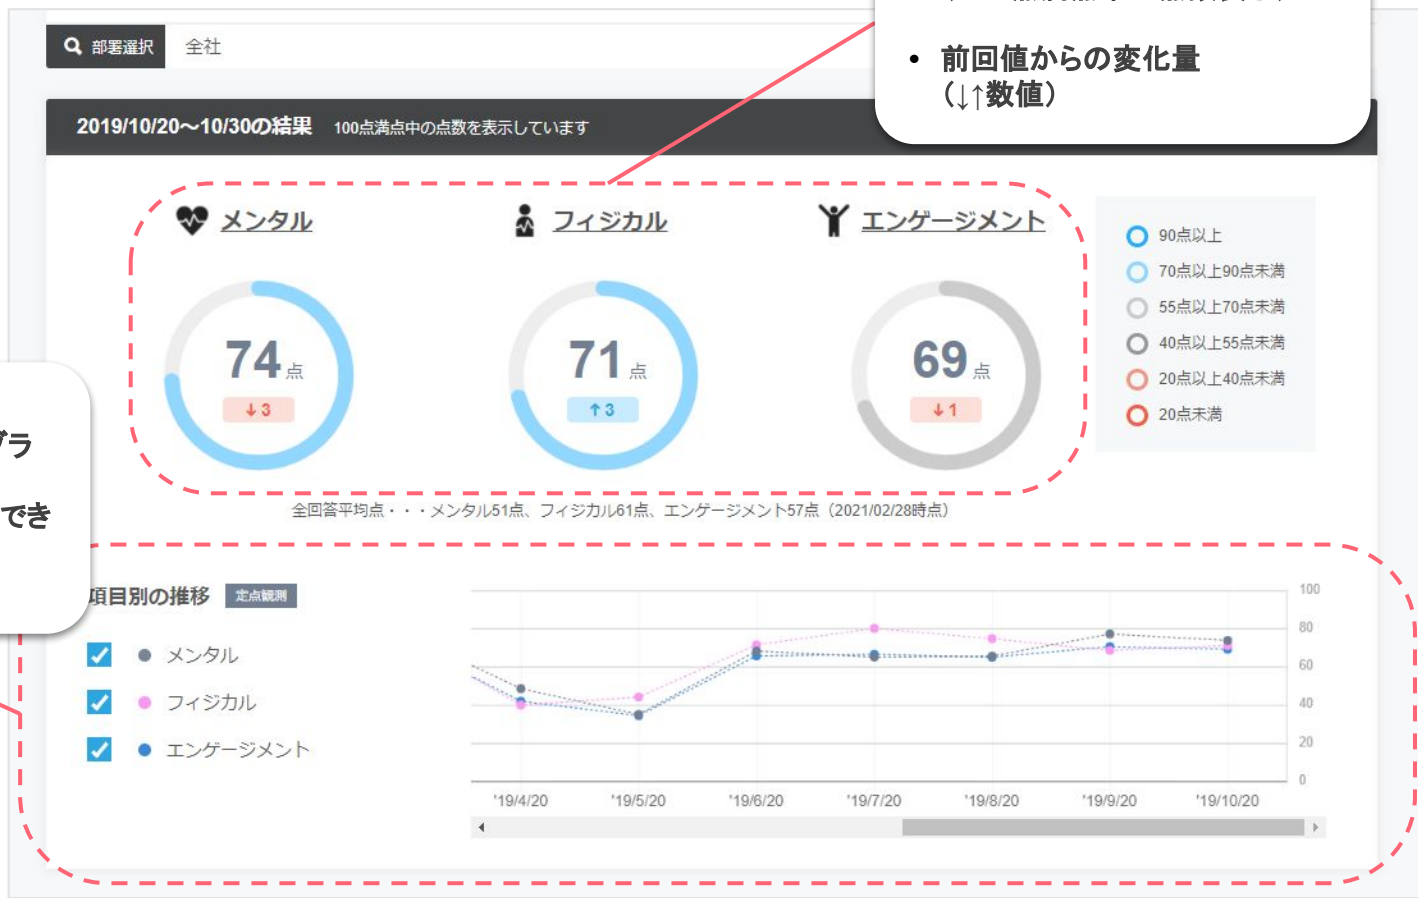 部署選択 全社
• 前回値からの変化量
（↓↑数値）
2019/10/20～10/30の結果 100点満点中の点数を表示しています
メンタル フィジカル エンゲージメント
74点 71点 69点
↓3 ↑3 ↓1
90点以上
70点以上90点未満
55点以上70点未満
40点以上55点未満
20点以上40点未満
20点未満
グラ
でき
全回答平均点・・・メンタル51点、フィジカル61点、エンゲージメント57点（2021/02/28時点）
項目別の推移 定点観測
メンタル
フィジカル
エンゲージメント
100
80
60
40
20
0
'19/4/20 '19/5/20 '19/6/20 '19/7/20 '19/8/20 '19/9/20 '19/10/20